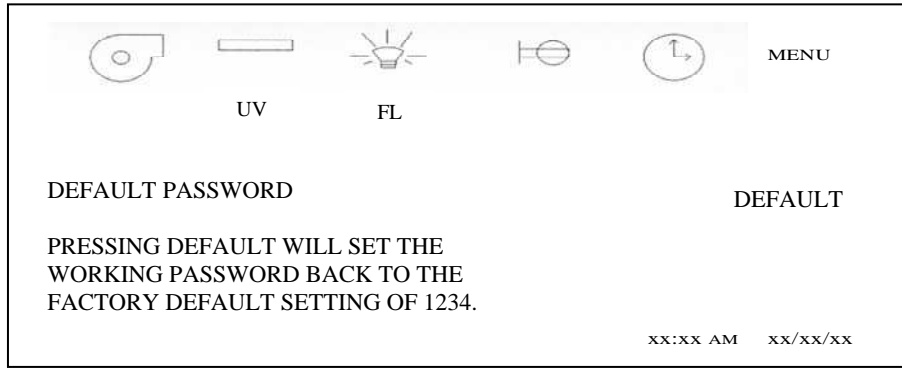 MENU
UV FL
DEFAULT PASSWORD
DEFAULT
PRESSING DEFAULT WILL SET THE
WORKING PASSWORD BACK TO THE
FACTORY DEFAULT SETTING OF 1234.
xx:xx AM xx/xx/xx